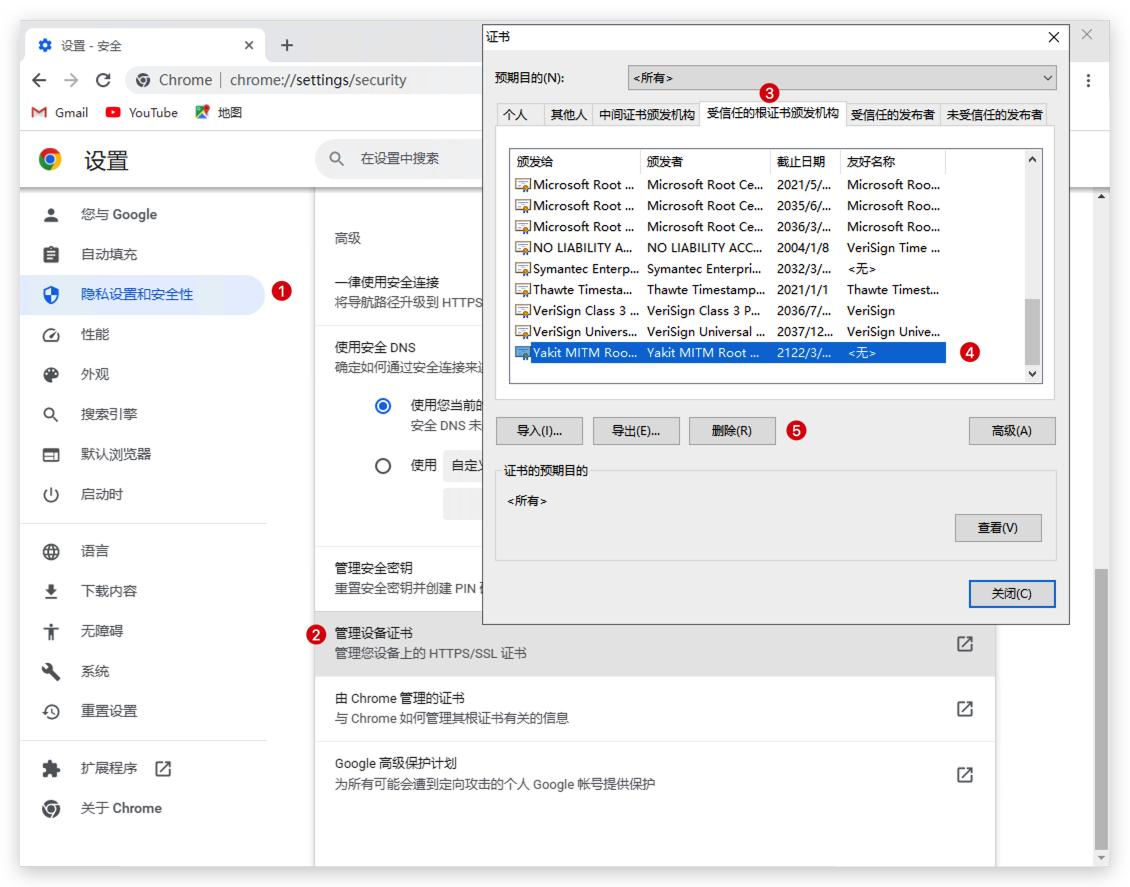 设置 - 安全
Chrome
chrome://settings/security
Gmail
YouTube
地图
设置
在设置中搜索
您与 Google
自动填充
隐私设置和安全性
1
性能
外观
搜索引擎
默认浏览器
启动时
语言
下载内容
无障碍
系统
重置设置
扩展程序
关于 Chrome
高级
一律使用安全连接
将导航路径升级到 HTTPS
使用安全 DNS
确定如何通过安全连接来
使用您当前的
安全 DNS 未
使用
自定义
管理安全密钥
重置安全密钥并创建 PIN
2
管理设备证书
管理您设备上的 HTTPS/SSL 证书
由 Chrome 管理的证书
与 Chrome 如何管理其根证书有关的信息
Google 高级保护计划
为所有可能会遭到定向攻击的个人 Google 帐号提供保护
证书
预期目的(N):
<所有>
3
个人
其他人
中间证书颁发机构
受信任的根证书颁发机构
受信任的发布者
未受信任的发布者
颁发给 颁发者 截止日期 友好名称
Microsoft Root ... Microsoft Root Ce... 2021/5/... Microsoft Roo...
Microsoft Root ... Microsoft Root Ce... 2035/6/... Microsoft Roo...
Microsoft Root ... Microsoft Root Ce... 2036/3/... Microsoft Roo...
NO LIABILITY A... NO LIABILITY ACC... 2004/1/8 VeriSign Time ...
Symantec Enterp... Symantec Enterpri... 2032/3/... <无>
Thawte Timesta... Thawte Timestamp... 2021/1/1 Thawte Timest...
VeriSign Class 3 ... VeriSign Class 3 P... 2036/7/... VeriSign
VeriSign Univers... VeriSign Universal ... 2037/12... VeriSign Unive...
Yakit MITM Roo... Yakit MITM Root ... 2122/3/... <无>
4
导入(I)...
导出(E)...
删除(R)
5
高级(A)
证书的预期目的
<所有>
查看(V)
关闭(C)